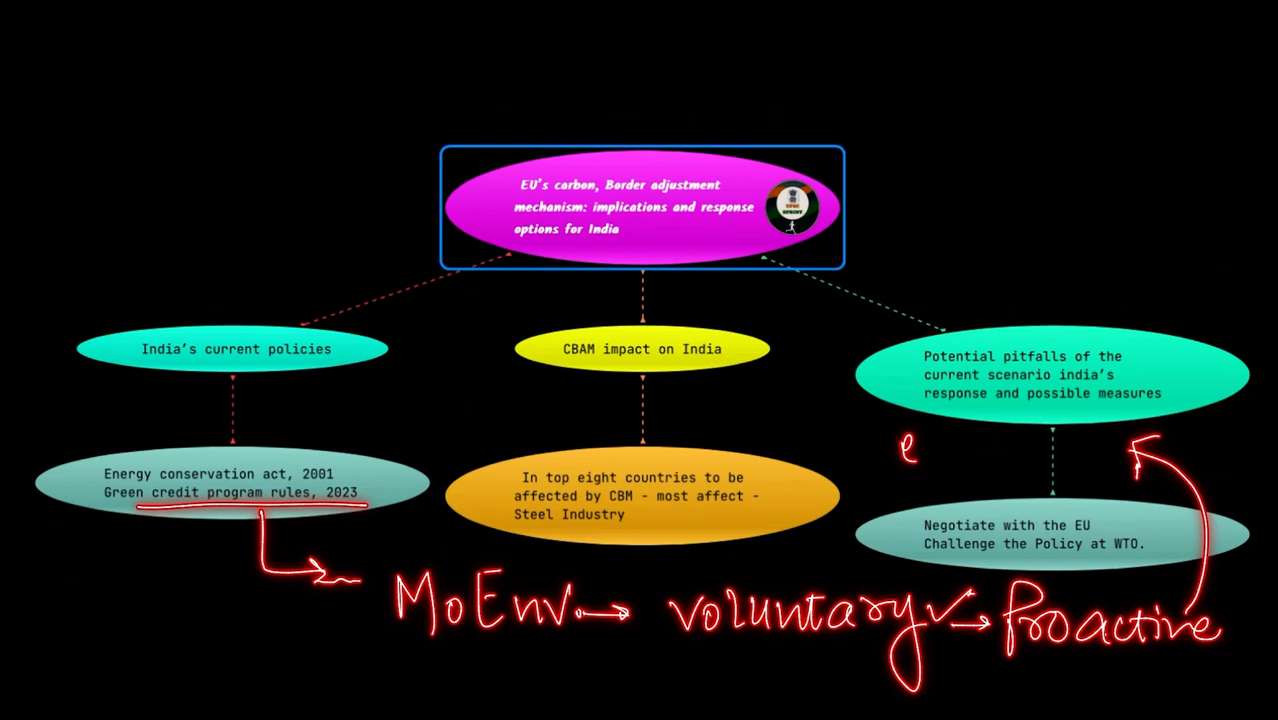 EU's carbon, Border adjustment
mechanism: implications and response
options for India
UPSC
SPRINT
India's current policies
CBAM impact on India
Potential pitfalls of the
current scenario india's
response and possible measures
Energy conservation act, 2001
Green credit program rules, 2023
In top eight countries to be
affected by CBM - most affect -
Steel Industry
e
Negotiate with the EU
Challenge the Policy at WTO.
MoEnv. → voluntary ✓ → Proactive